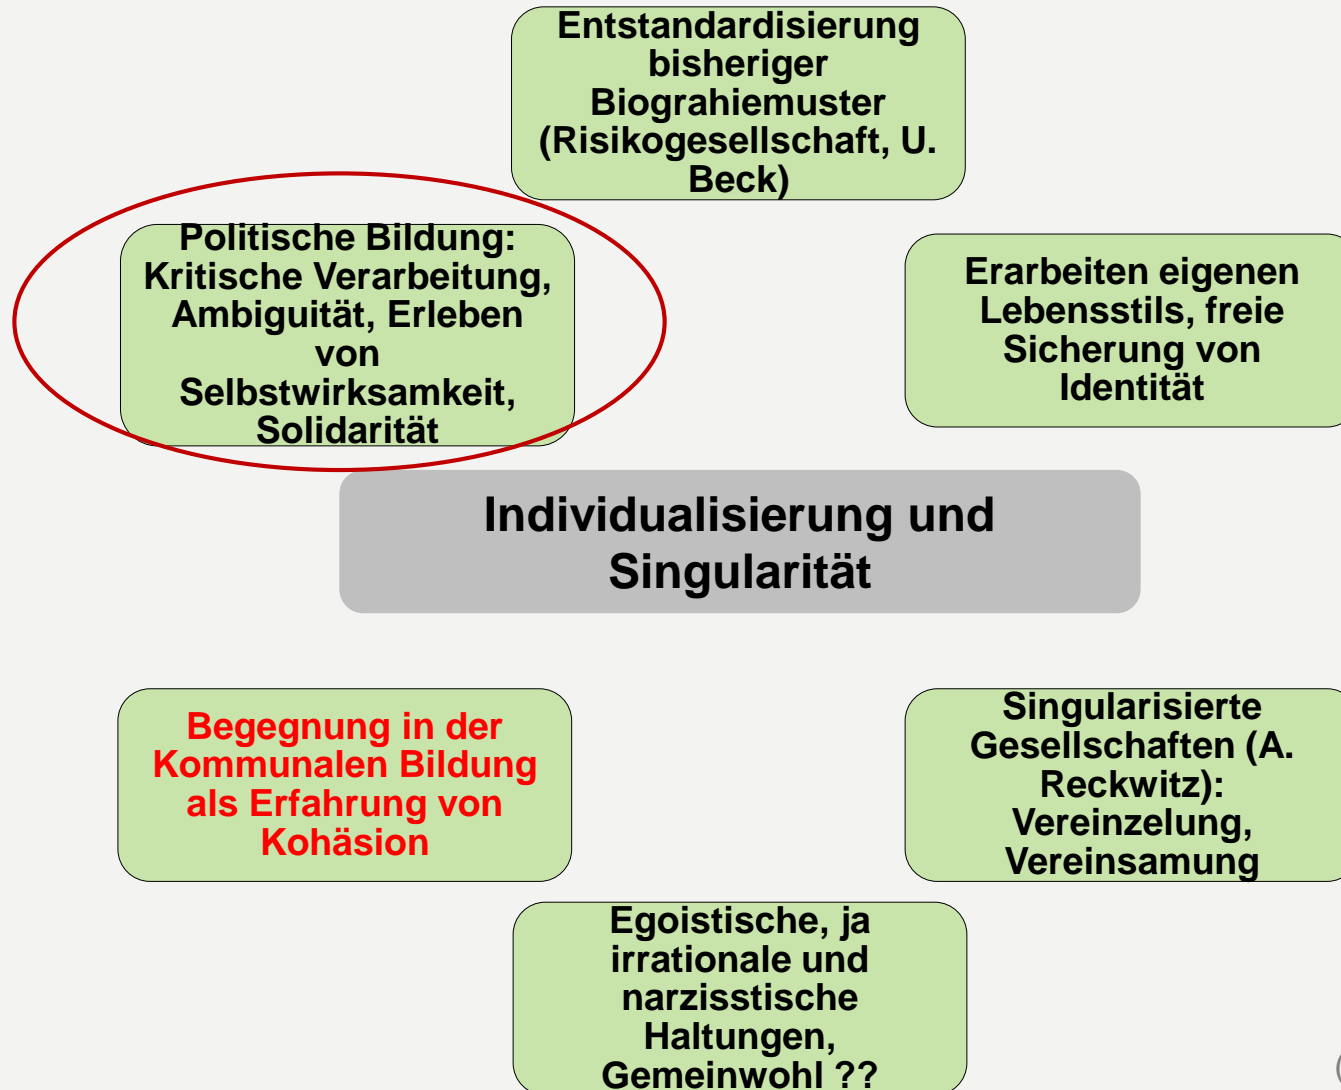 Entstandardisierung
bisheriger
Biograhiemuster
(Risikogesellschaft, U.
Beck)
Politische Bildung:
Kritische Verarbeitung,
Ambiguität, Erleben
von
Selbstwirksamkeit,
Solidarität
Erarbeiten eigenen
Lebensstils, freie
Sicherung von
Identität
Individualisierung und
Singularität
Begegnung in der
Kommunalen Bildung
als Erfahrung von
Kohäsion
Singularisierte
Gesellschaften (A.
Reckwitz):
Vereinzelung,
Vereinsamung
Egoistische, ja
irrationale und
narzisstische
Haltungen,
Gemeinwohl ??